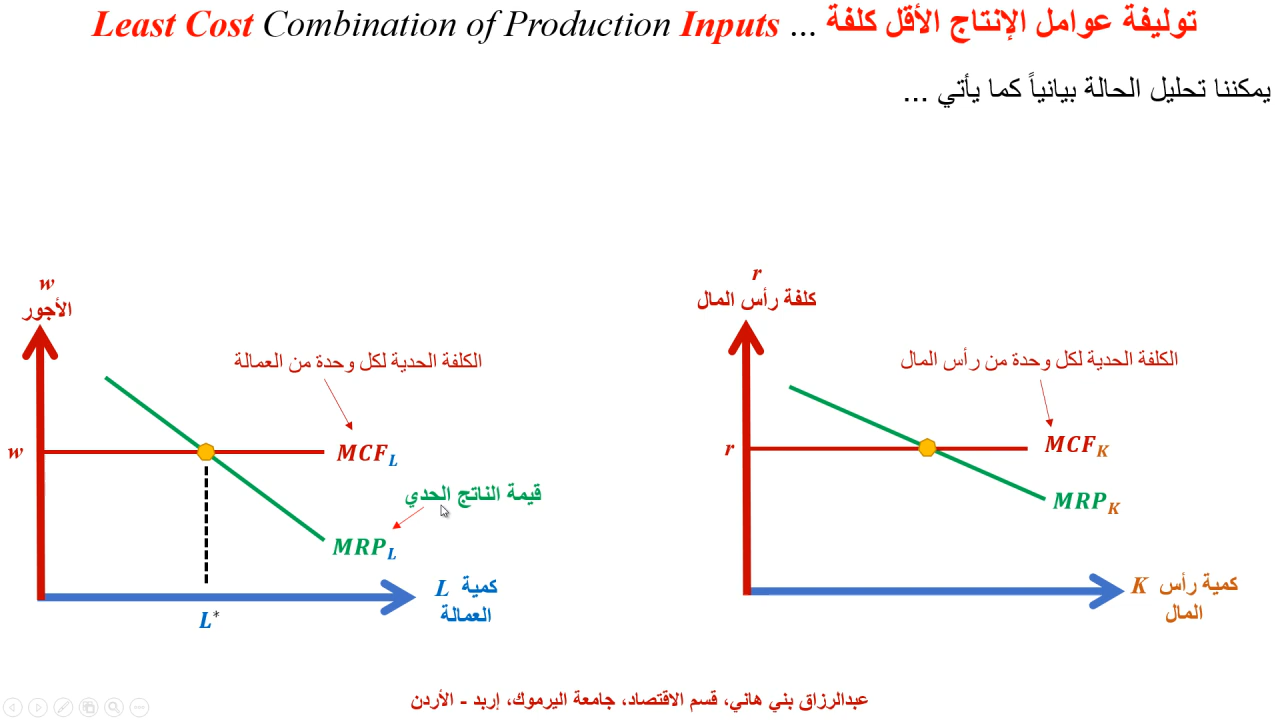 Least Cost Combination of Production Inputs ... توليفة عوامل الإنتاج الأقل كلفة
يمكننا تحليل الحالة بيانياً كما يأتي ...
w
الأجور
الكلفة الحدية لكل وحدة من العمالة
w
MCF_L
قيمة الناتج الحدي
MRP_L
L كمية
العمالة
L*
r
كلفة رأس المال
الكلفة الحدية لكل وحدة من رأس المال
r
MCF_K
MRP_K
K كمية رأس
المال
عبدالرزاق بني هاني، قسم الاقتصاد، جامعة اليرموك، إربد - الأردن